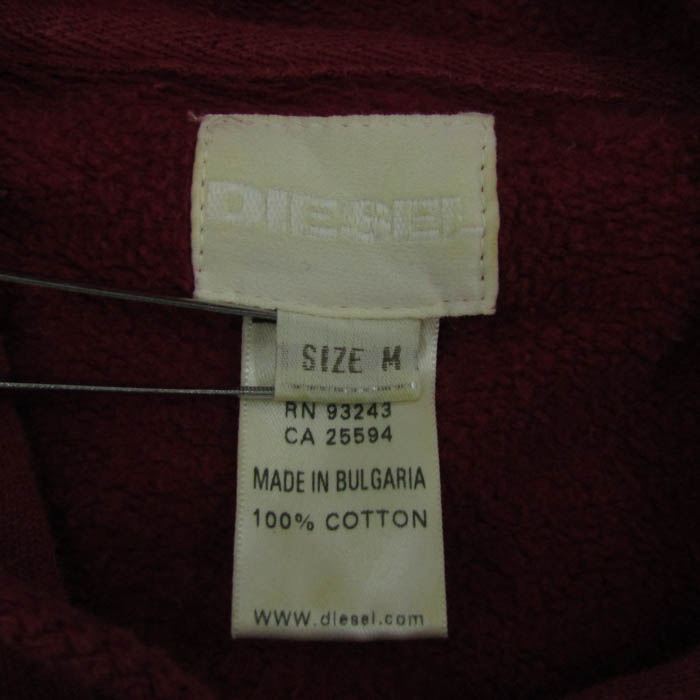 DIESEL
SIZE M
RN 93243
CA 25594
MADE IN BULGARIA
100% COTTON
www.diesel.com